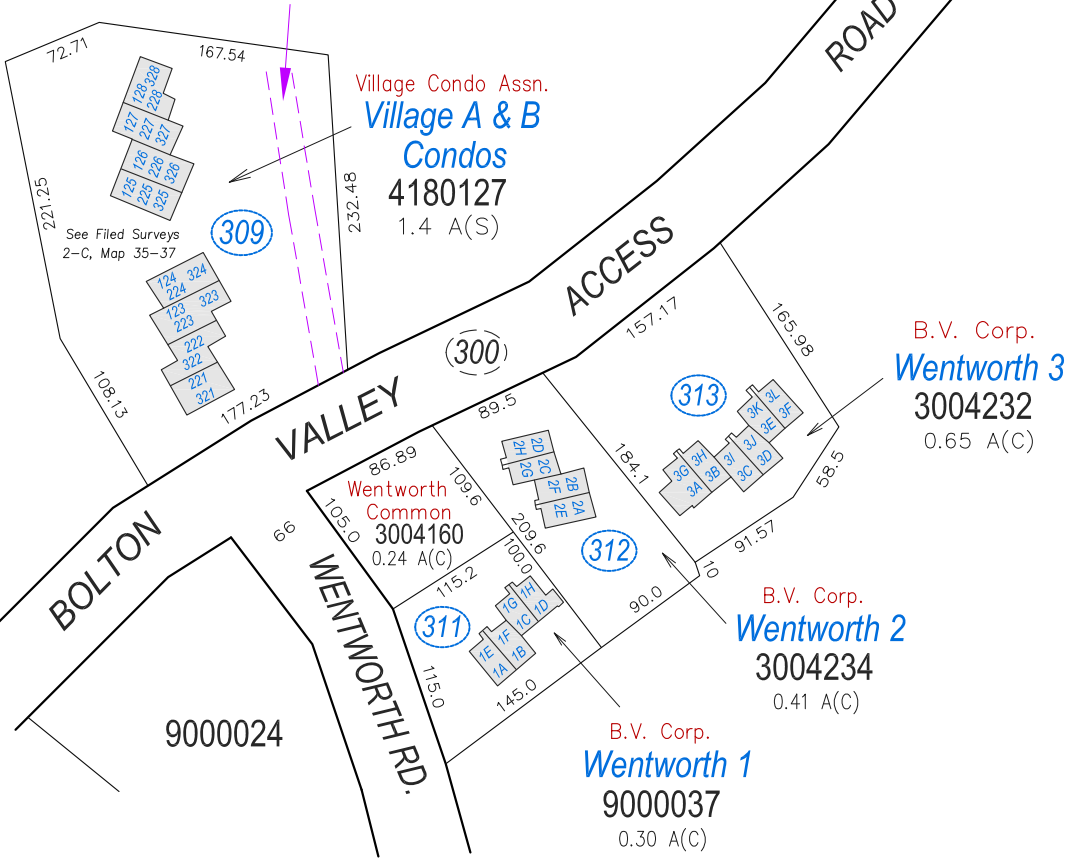 72.71
167.54
ROAD
328
128
228
127
227
327
126
226
326
125
225
325
Village Condo Assn.
Village A & B
Condos
4180127
1.4 A(S)
221.25
232.48
See Filed Surveys
2-C, Map 35-37
309
124
324
224
123
323
223
222
322
221
321
108.13
177.23
ACCESS
300
157.17
165.98
B.V. Corp.
Wentworth 3
3004232
0.65 A(C)
313
VALLEY
89.5
86.89
109.6
184.1
58.5
3L
3K
3F
3E
3J
3D
3I
3C
3H
3G
3B
3A
2D
2H
2C
2G
2B
2F
2A
2E
Wentworth
Common
3004160
0.24 A(C)
105.0
66
209.6
100.0
91.57
10
90.0
312
BOLTON
115.2
311
1H
1G
1D
1C
1F
1E
1B
1A
WENTWORTH RD.
115.0
145.0
B.V. Corp.
Wentworth 2
3004234
0.41 A(C)
9000024
B.V. Corp.
Wentworth 1
9000037
0.30 A(C)